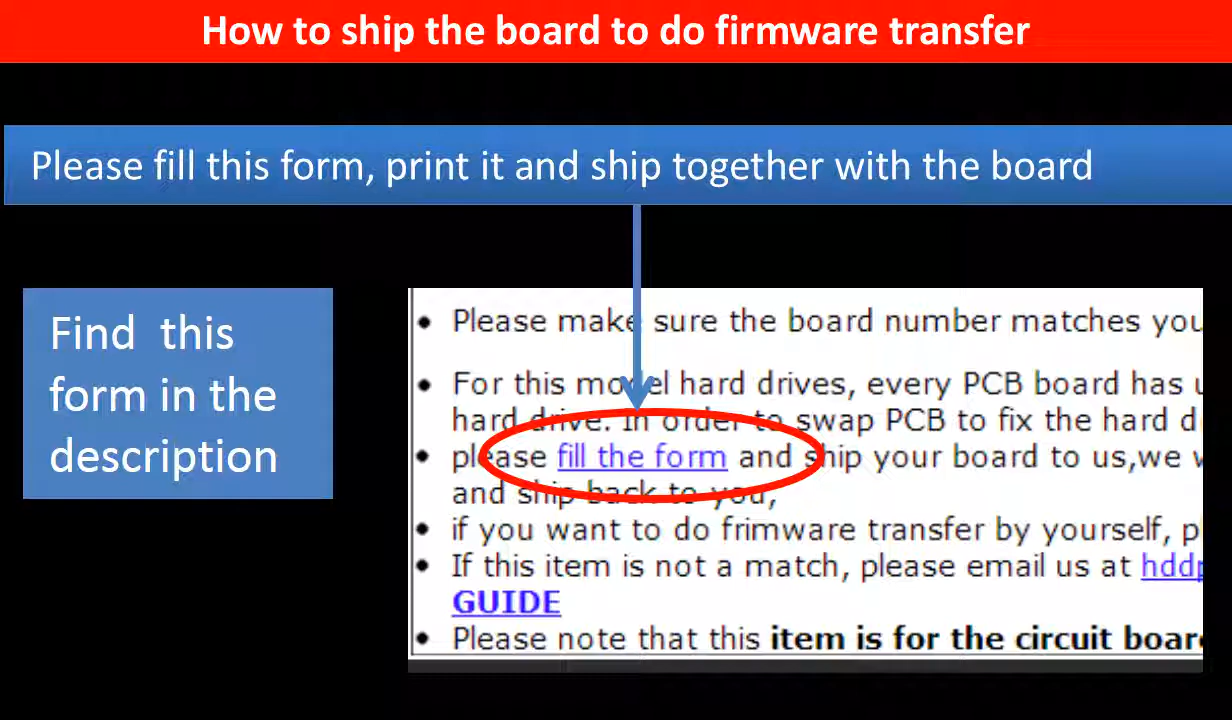 How to ship the board to do firmware transfer
Please fill this form, print it and ship together with the board
Find this
form in the
description
Please make sure the board number matches
For this model hard drives, every PCB board has
hard drive. In order to swap PCB to fix the hard
please fill the form and ship your board to us,we
and ship back to you,
if you want to do frimware transfer by yourself,
If this item is not a match, please email us at
GUIDE
Please note that this item is for the circuit